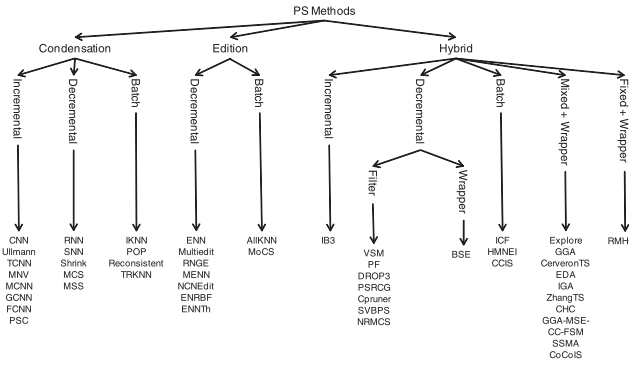 PS Methods
Condensation
Edition
Hybrid
Incremental
Decremental
Batch
Decremental
Batch
Incremental
Decremental
Batch
Mixed + Wrapper
Fixed + Wrapper
Filter
Wrapper
CNN
Ullmann
TCNN
MNV
MCNN
GCNN
FCNN
PSC
RNN
SNN
Shrink
MCS
MSS
IKNN
POP
Reconsistent
TRKNN
ENN
Multiedit
RNGE
MENN
NCNEdit
ENRBF
ENNTh
AllKNN
MoCS
IB3
VSM
PF
DROP3
PSRCG
Cpruner
SVBPS
NRMCS
BSE
ICF
HMNEI
CCIS
Explore
GGA
CerveronTS
EDA
IGA
ZhangTS
CHC
GGA-MSE-
CC-FSM
SSMA
CoCoIS
RMHC